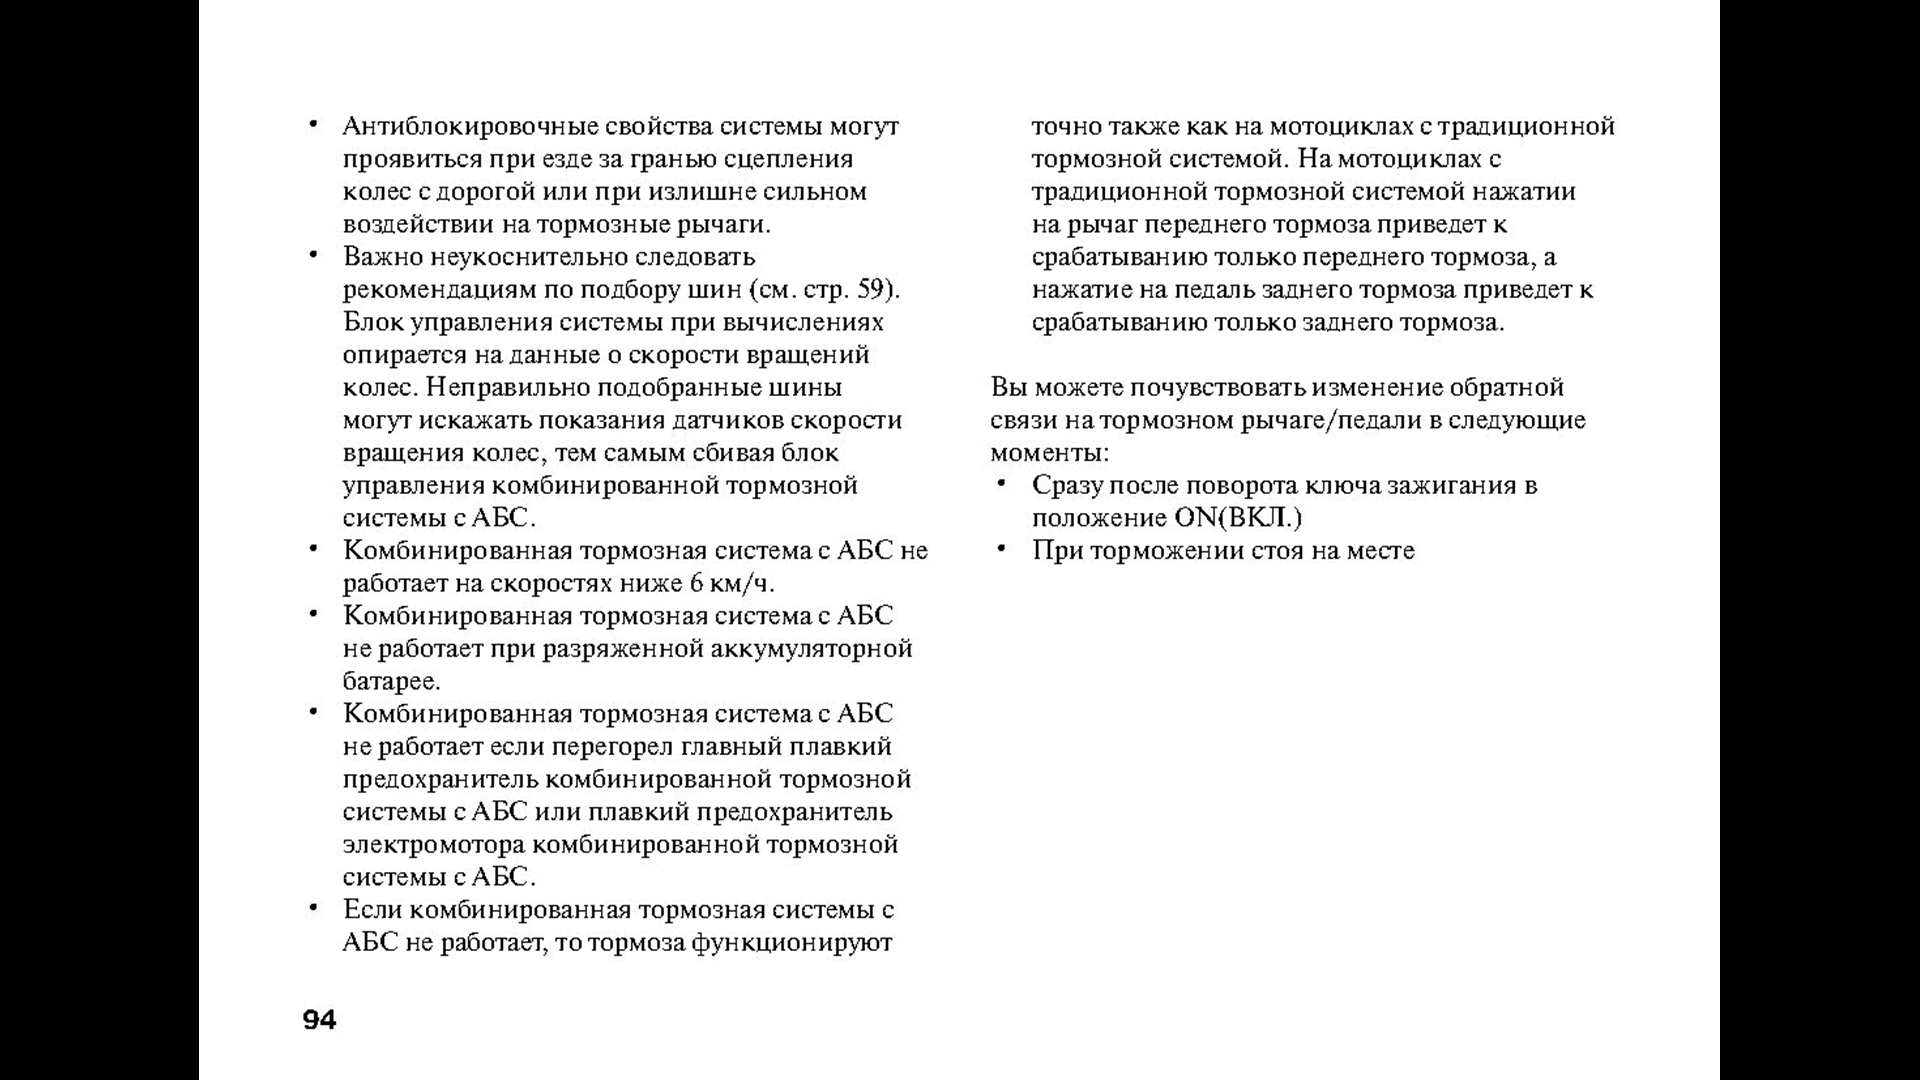 • Антиблокировочные свойства системы могут
проявиться при езде за гранью сцепления
колес с дорогой или при излишне сильном
воздействии на тормозные рычаги.
• Важно неукоснительно следовать
рекомендациям по подбору шин (см. стр. 59).
Блок управления системы при вычислениях
опирается на данные о скорости вращений
колес. Неправильно подобранные шины
могут искажать показания датчиков скорости
вращения колес, тем самым сбивая блок
управления комбинированной тормозной
системы с АБС.
• Комбинированная тормозная система с АБС не
работает на скоростях ниже 6 км/ч.
• Комбинированная тормозная система с АБС
не работает при разряженной аккумуляторной
батарее.
• Комбинированная тормозная система с АБС
не работает если перегорел главный плавкий
предохранитель комбинированной тормозной
системы с АБС или плавкий предохранитель
электромотора комбинированной тормозной
системы с АБС.
• Если комбинированная тормозная системы с
АБС не работает, то тормоза функционируют
точно также как на мотоциклах с традиционной
тормозной системой. На мотоциклах с
традиционной тормозной системой нажатии
на рычаг переднего тормоза приведет к
срабатыванию только переднего тормоза, а
нажатие на педаль заднего тормоза приведет к
срабатыванию только заднего тормоза.
Вы можете почувствовать изменение обратной
связи на тормозном рычаге/педали в следующие
моменты:
• Сразу после поворота ключа зажигания в
положение ON(ВКЛ.)
• При торможении стоя на месте
94